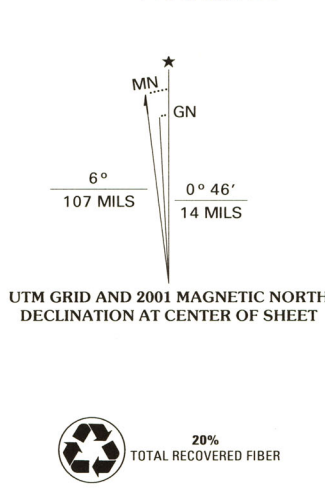 ★
MN
GN
6°
107 MILS
0° 46′
14 MILS
UTM GRID AND 2001 MAGNETIC NORTH
DECLINATION AT CENTER OF SHEET
20%
TOTAL RECOVERED FIBER